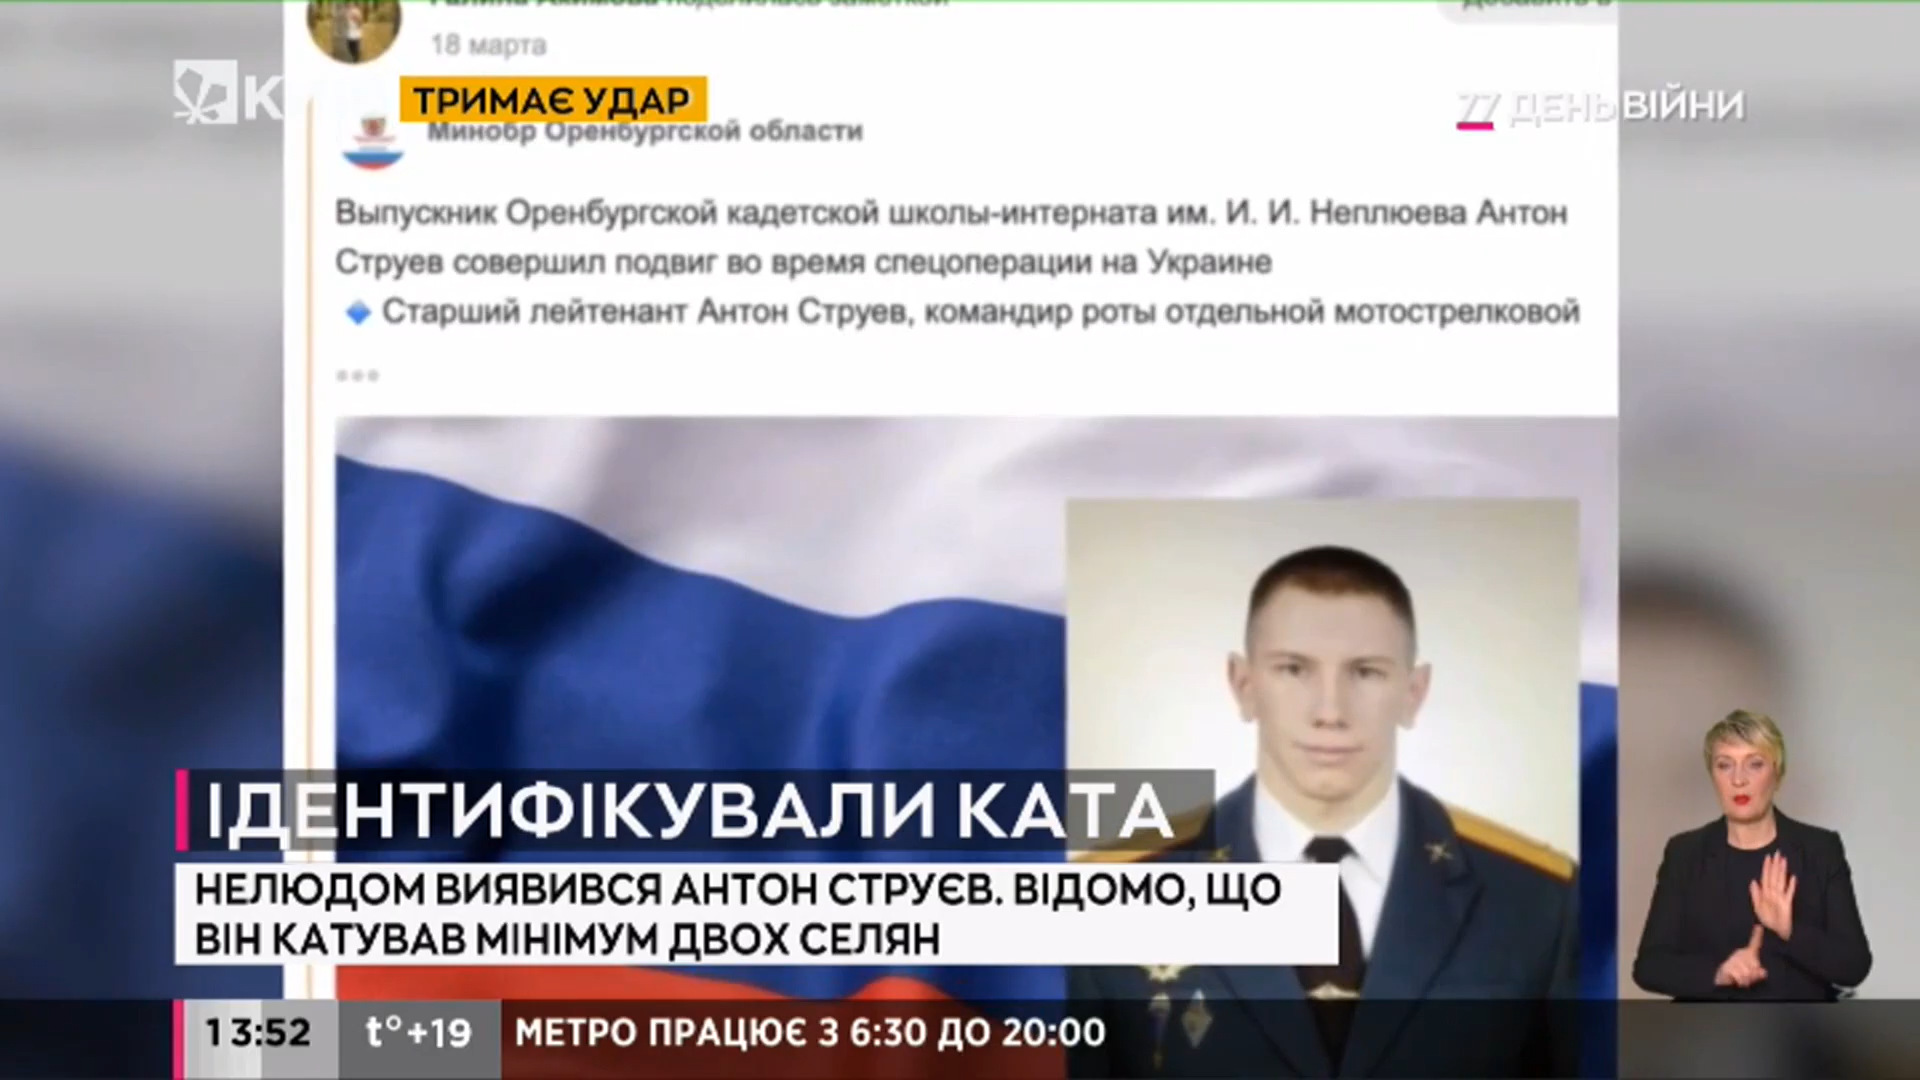 18 марта
ТРИМАЄ УДАР
77 ДЕНЬ ВІЙНИ
Минобр Оренбургской области
Выпускник Оренбургской кадетской школы-интерната им. И. И. Неплюева Антон
Струев совершил подвиг во время спецоперации на Украине
Старший лейтенант Антон Струев, командир роты отдельной мотострелковой
ІДЕНТИФІКУВАЛИ КАТА
НЕЛЮДОМ ВИЯВИВСЯ АНТОН СТРУЄВ. ВІДОМО, ЩО
ВІН КАТУВАВ МІНІМУМ ДВОХ СЕЛЯН
13:52 t°+19 МЕТРО ПРАЦЮЄ З 6:30 ДО 20:00